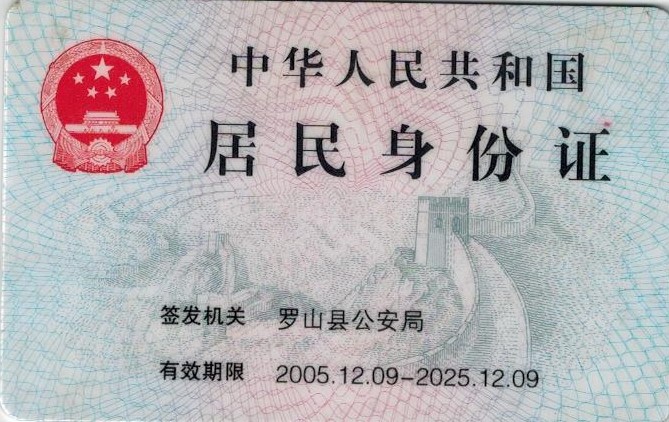 中华人民共和国
居民身份证
签发机关 罗山县公安局
有效期限 2005.12.09-2025.12.09